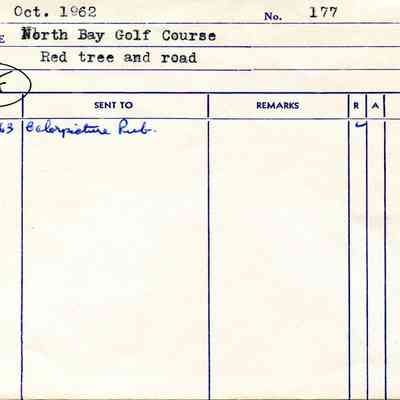 Oct. 1962 No. 177
E North Bay Golf Course
Red tree and road
SENT TO REMARKS R A
63 Colorpicture Pub. ✓